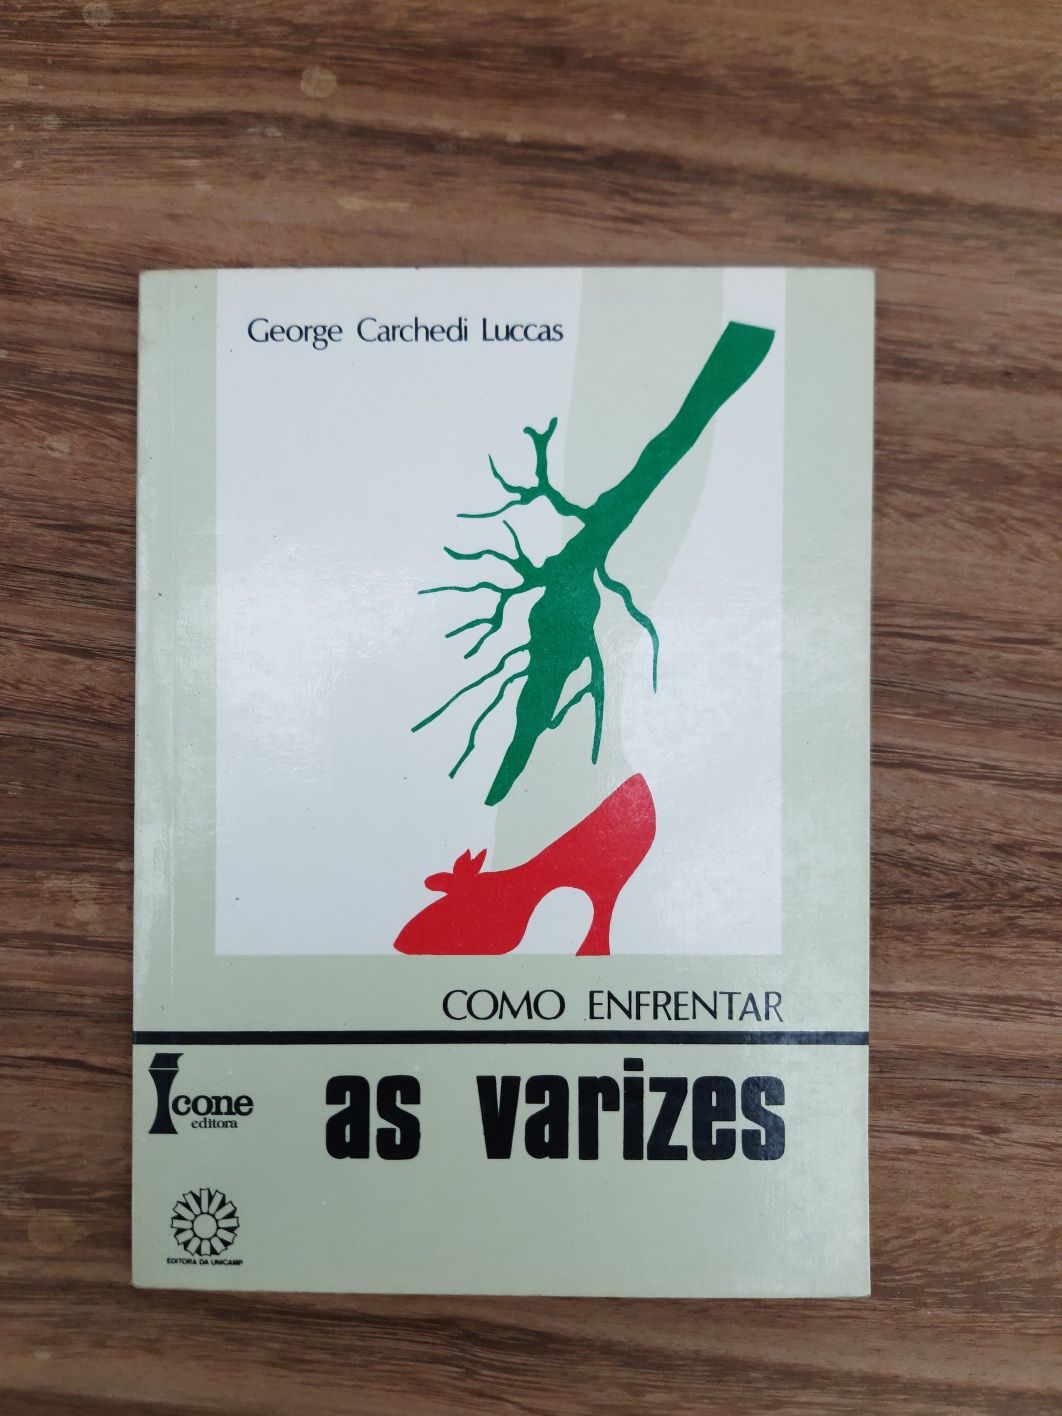 George Carchedi Luccas
COMO ENFRENTAR
as varizes
Ícone
editora
EDITORA DA UNICAMP